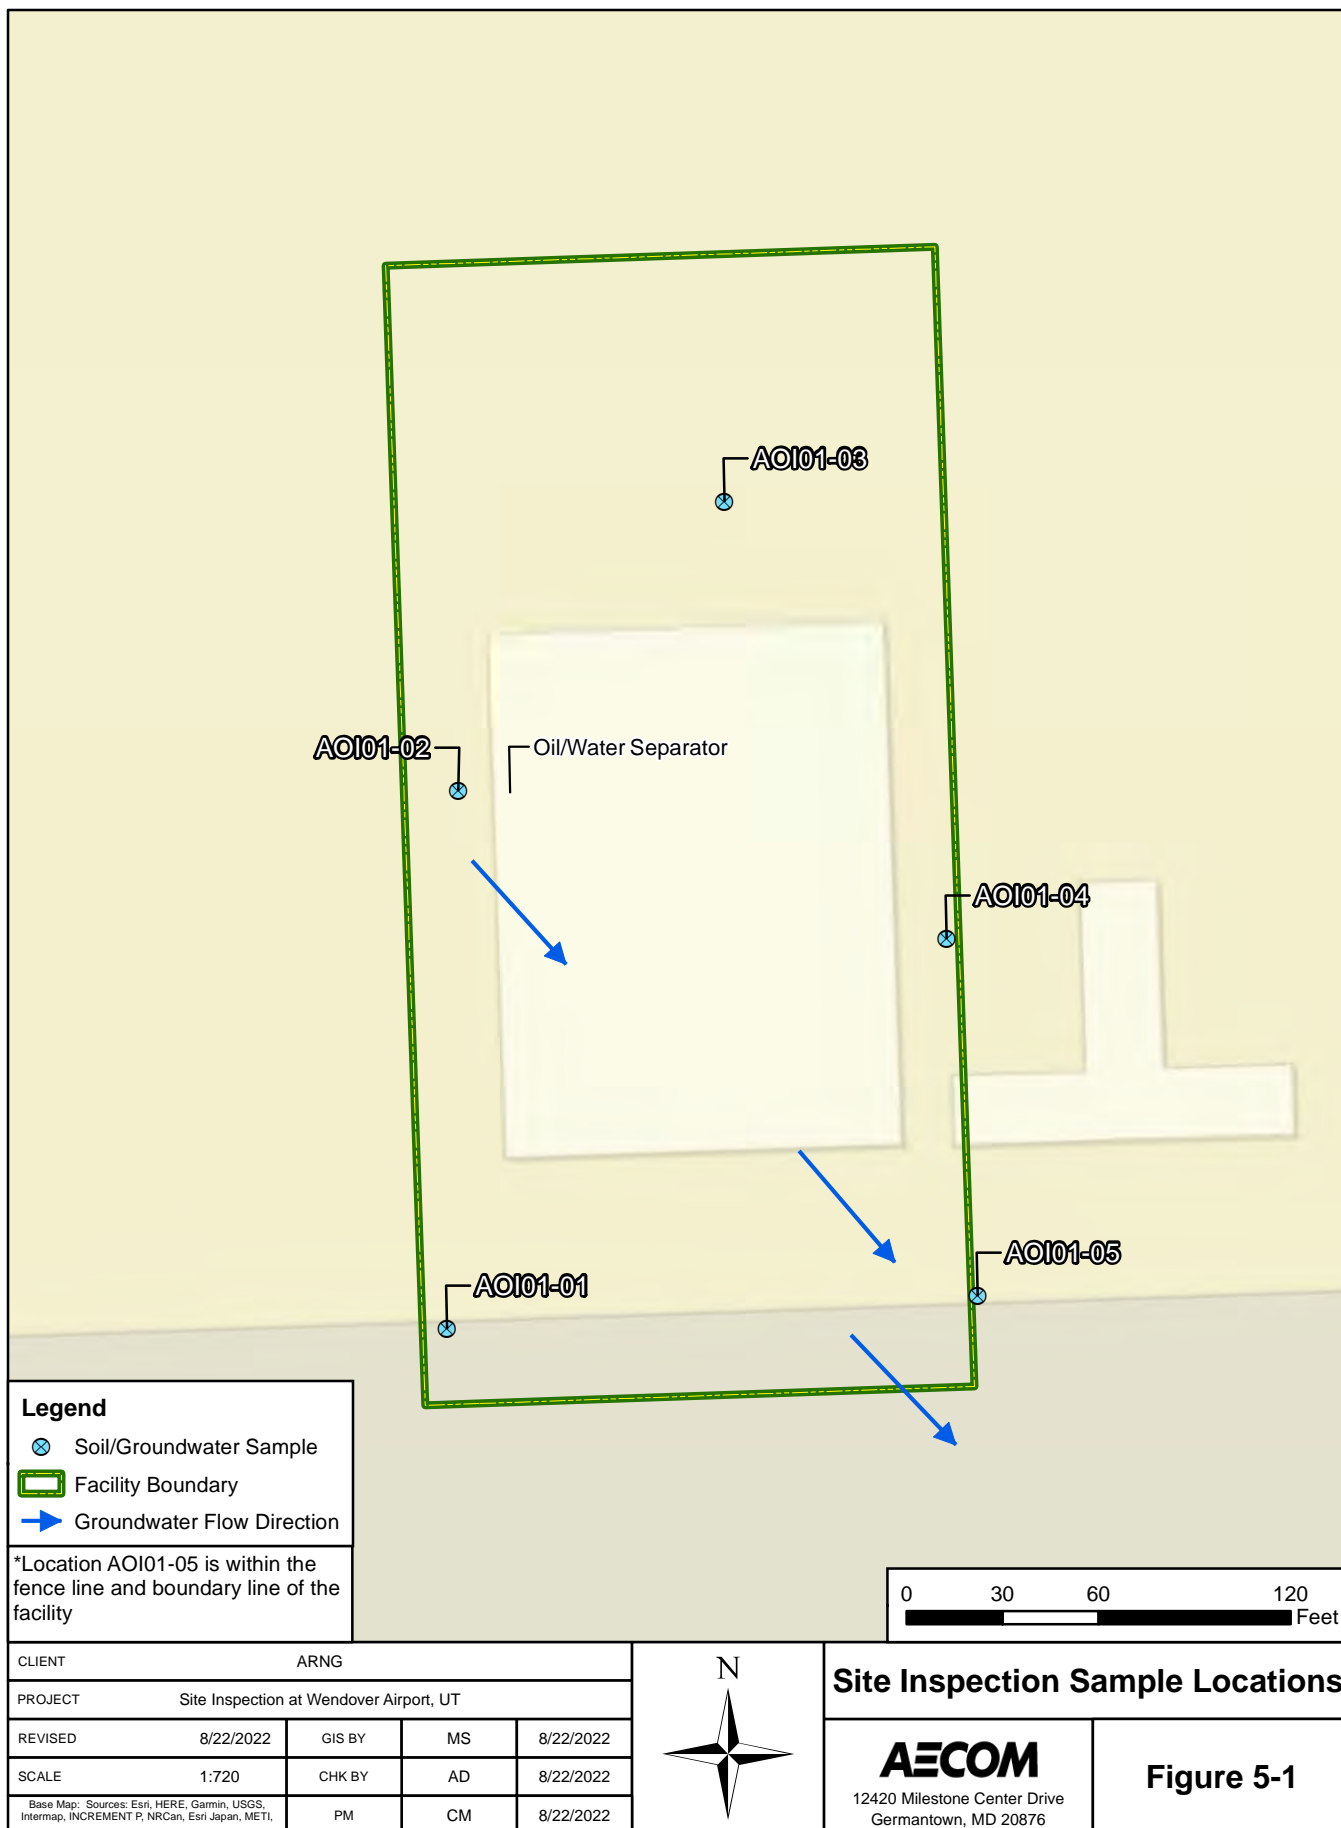 AOI01-03
AOI01-02
Oil/Water Separator
AOI01-04
AOI01-05
AOI01-01
Legend
Soil/Groundwater Sample
Facility Boundary
Groundwater Flow Direction
*Location AOI01-05 is within the
fence line and boundary line of the
facility
0 30 60 120
Feet
CLIENT ARNG
PROJECT Site Inspection at Wendover Airport, UT
REVISED 8/22/2022 GIS BY MS 8/22/2022
SCALE 1:720 CHK BY AD 8/22/2022
Base Map: Sources: Esri, HERE, Garmin, USGS,
Intermap, INCREMENT P, NRCan, Esri Japan, METI,
PM CM 8/22/2022
N
Site Inspection Sample Locations
AECOM
12420 Milestone Center Drive
Germantown, MD 20876
Figure 5-1